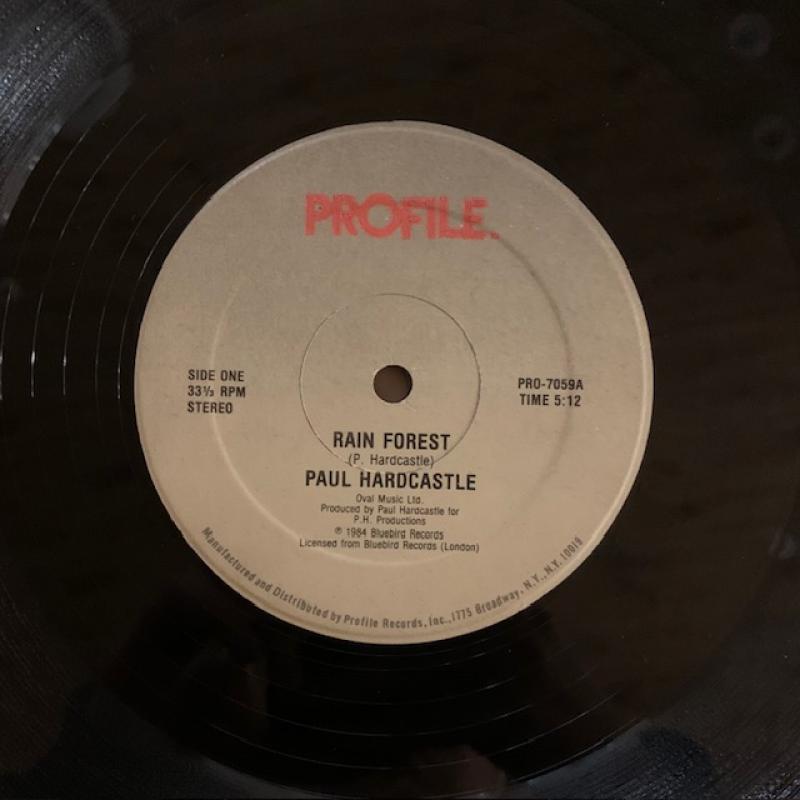 PROFILE.
SIDE ONE
33⅓ RPM
STEREO
PRO-7059A
TIME 5:12
RAIN FOREST
(P. Hardcastle)
PAUL HARDCASTLE
Oval Music Ltd.
Produced by Paul Hardcastle for
P.H. Productions
℗ 1984 Bluebird Records
Licensed from Bluebird Records (London)
Manufactured and Distributed by Profile Records, Inc., 1775 Broadway, N.Y., N.Y. 10019